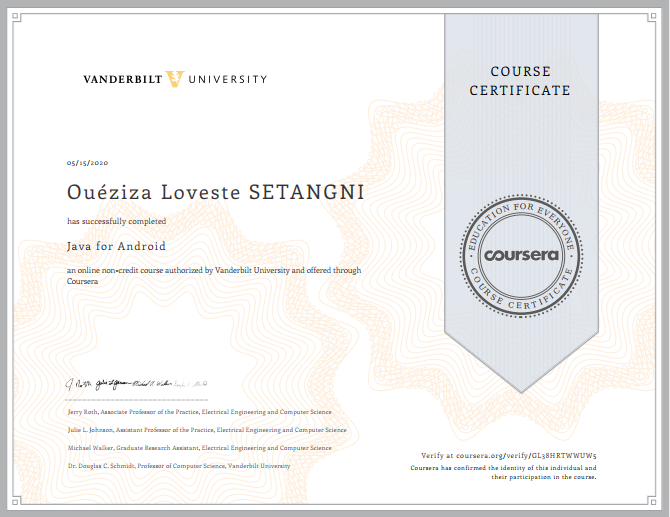 VANDERBILT V UNIVERSITY
COURSE
CERTIFICATE
05/15/2020
Ouéziza Loveste SETANGNI
has successfully completed
Java for Android
an online non-credit course authorized by Vanderbilt University and offered through
Coursera
EDUCATION FOR EVERYONE
coursera
COURSE CERTIFICATE
Jerry Roth, Associate Professor of the Practice, Electrical Engineering and Computer Science
Julie L. Johnson, Assistant Professor of the Practice, Electrical Engineering and Computer Science
Michael Walker, Graduate Research Assistant, Electrical Engineering and Computer Science
Dr. Douglas C. Schmidt, Professor of Computer Science, Vanderbilt University
Verify at coursera.org/verify/GL38HRTWWUW5
Coursera has confirmed the identity of this individual and
their participation in the course.